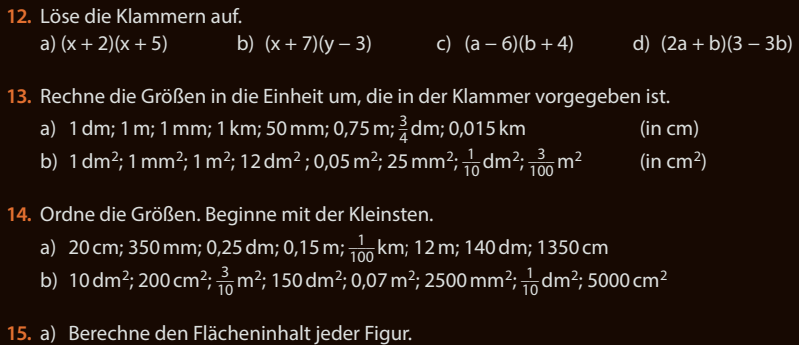 12. Löse die Klammern auf.
a) (x + 2)(x + 5) b) (x + 7)(y − 3) c) (a − 6)(b + 4) d) (2a + b)(3 − 3b)
13. Rechne die Größen in die Einheit um, die in der Klammer vorgegeben ist.
a) 1 dm; 1 m; 1 mm; 1 km; 50 mm; 0,75 m; 3/4 dm; 0,015 km (in cm)
b) 1 dm²; 1 mm²; 1 m²; 12 dm² ; 0,05 m²; 25 mm²; 1/10 dm²; 3/100 m² (in cm²)
14. Ordne die Größen. Beginne mit der Kleinsten.
a) 20 cm; 350 mm; 0,25 dm; 0,15 m; 1/100 km; 12 m; 140 dm; 1350 cm
b) 10 dm²; 200 cm²; 3/10 m²; 150 dm²; 0,07 m²; 2500 mm²; 1/10 dm²; 5000 cm²
15. a) Berechne den Flächeninhalt jeder Figur.